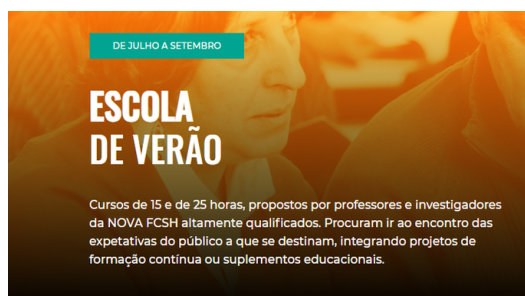 DE JULHO A SETEMBRO
ESCOLA
DE VERÃO
Cursos de 15 e de 25 horas, propostos por professores e investigadores
da NOVA FCSH altamente qualificados. Procuram ir ao encontro das
expetativas do público a que se destinam, integrando projetos de
formação contínua ou suplementos educacionais.